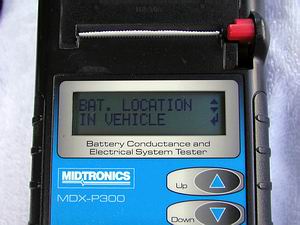 BAT. LOCATION
IN VEHICLE
Battery Conductance and
Electrical System Tester
MIDTRONICS
MDX-P300
Up
Down